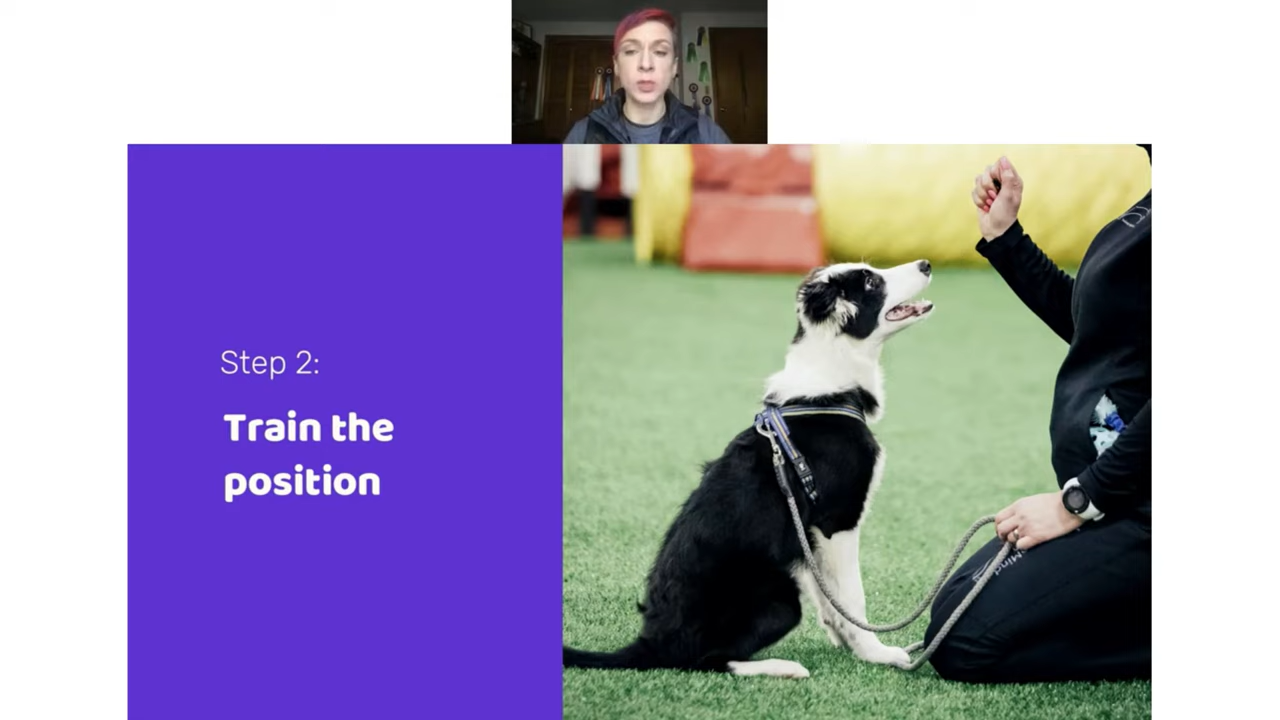 Step 2:
Train the
position